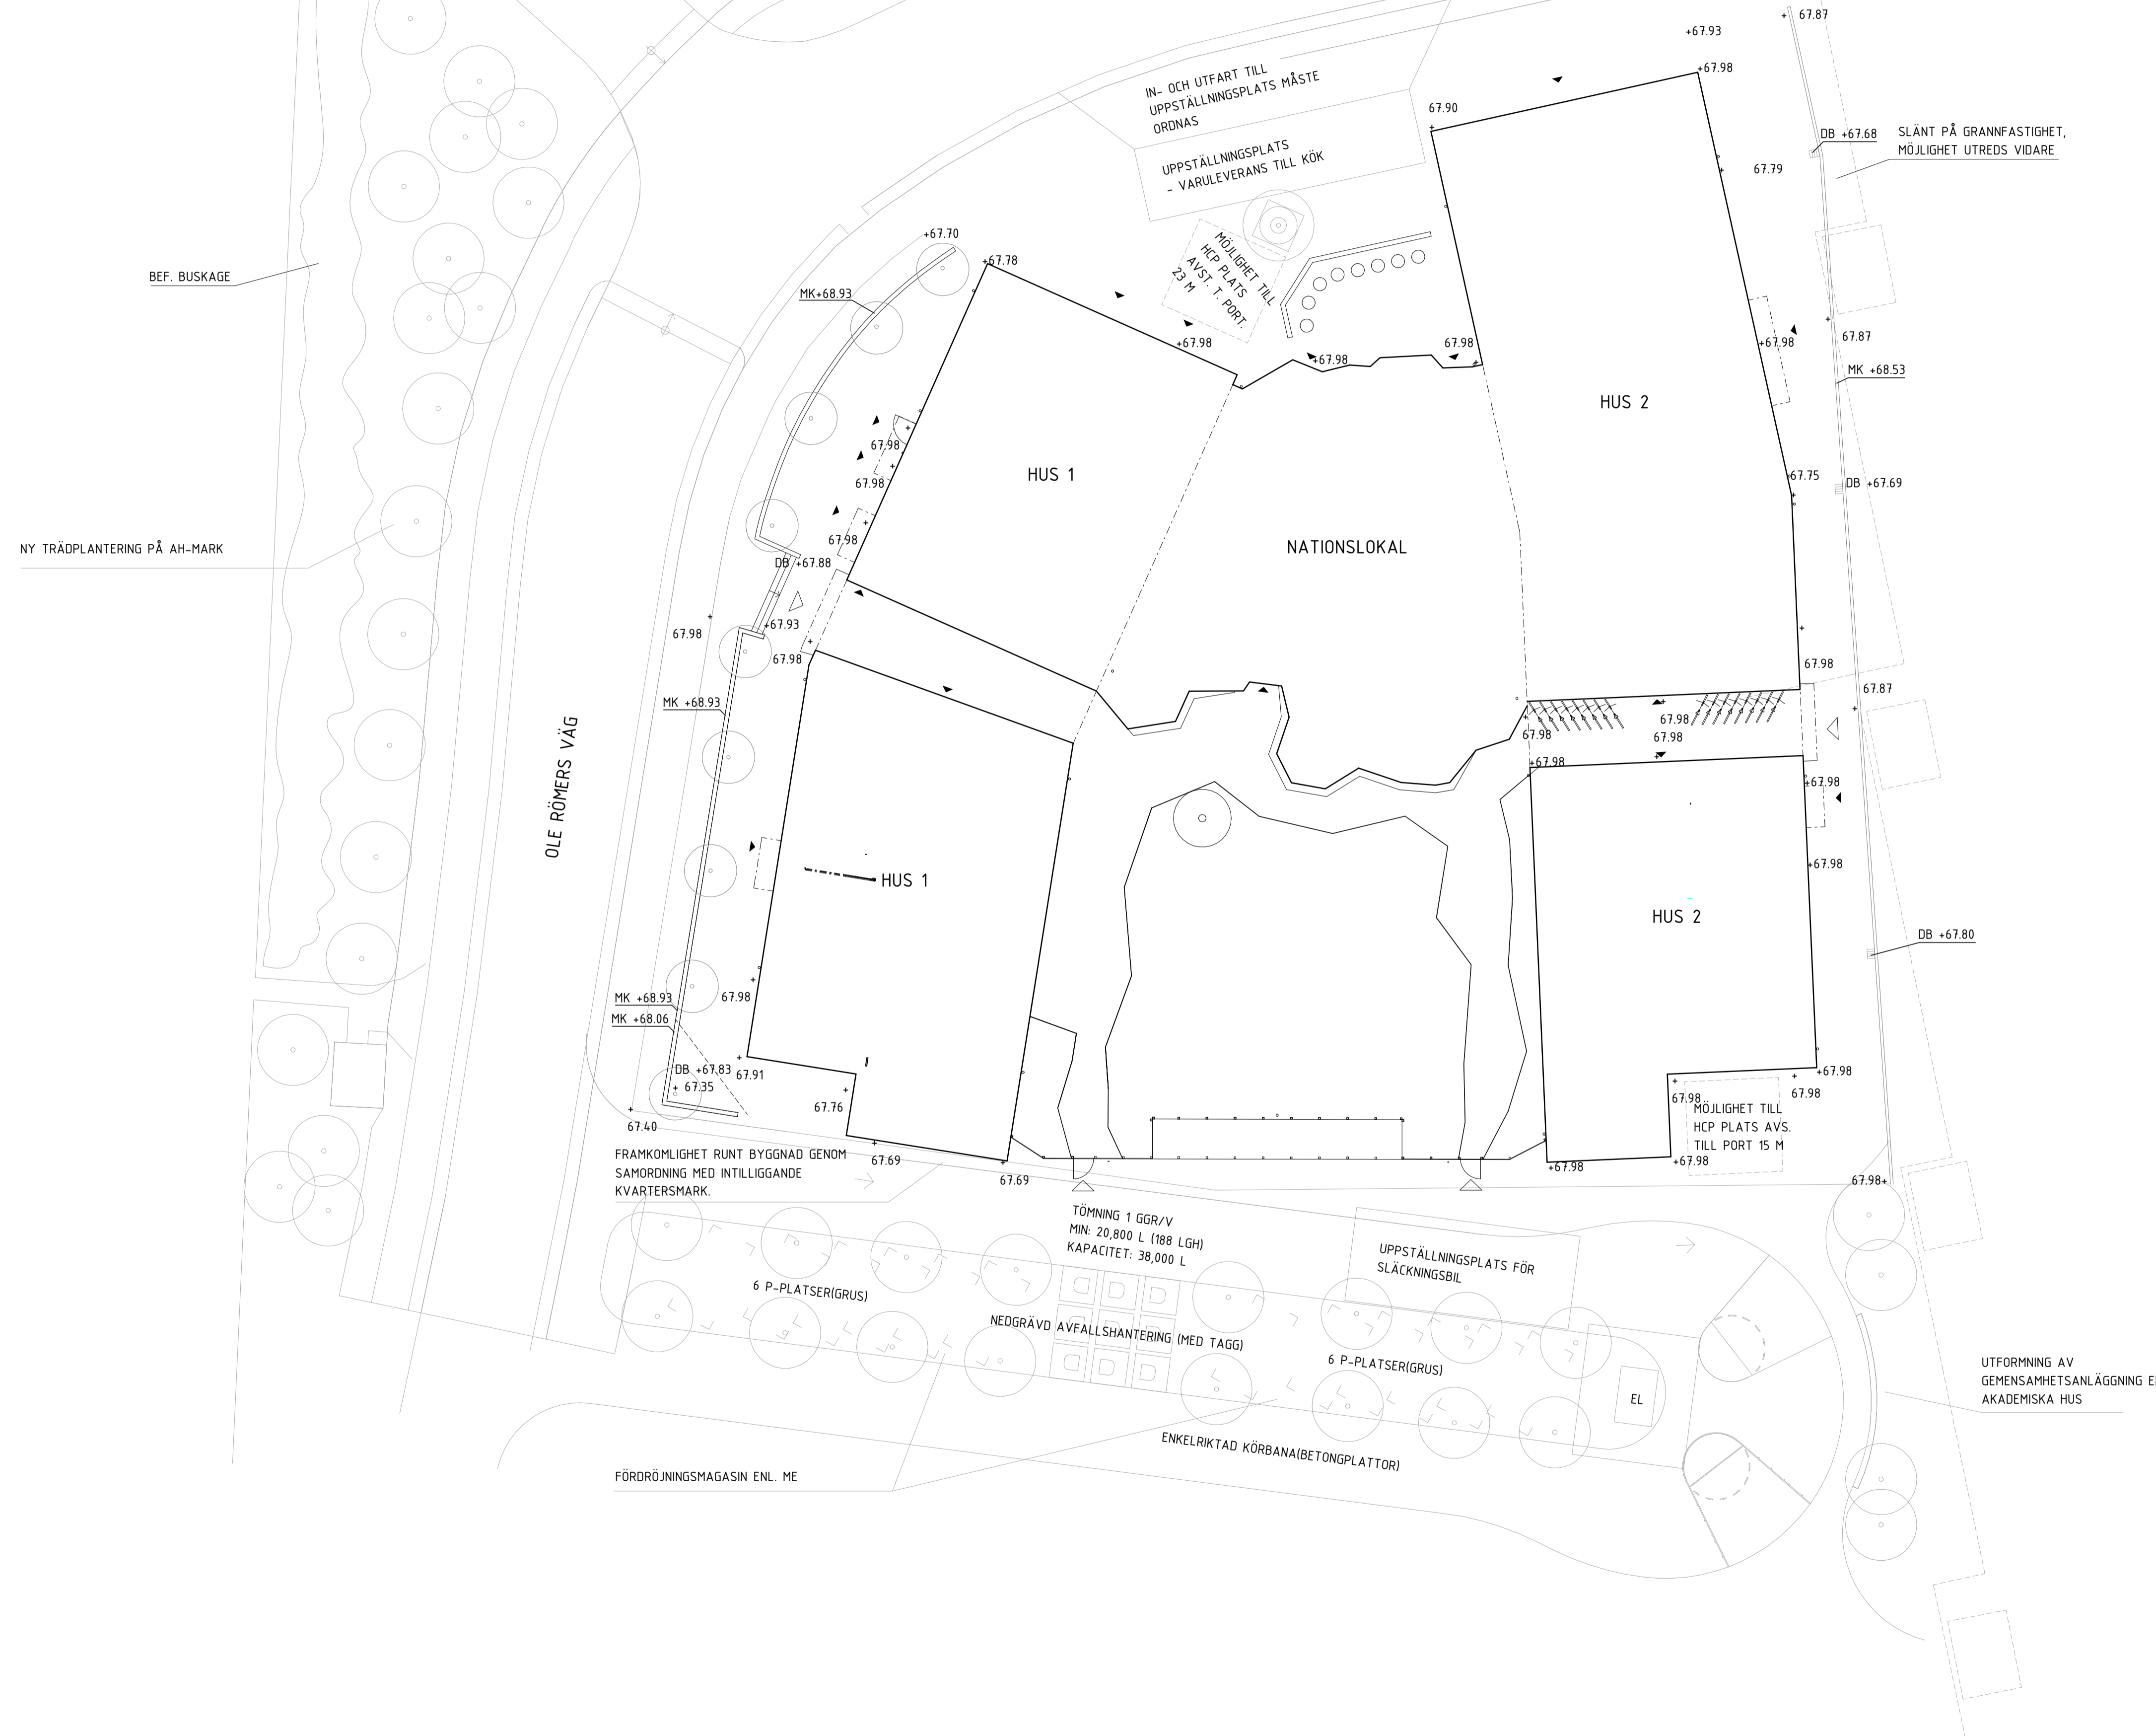 67.87
+67.93
+67.98
IN- OCH UTFART TILL
UPPSTÄLLNINGSPLATS MÅSTE
ORDNAS
67.90
DB +67.68
SLÄNT PÅ GRANNFASTIGHET,
MÖJLIGHET UTREDS VIDARE
UPPSTÄLLNINGSPLATS
- VARULEVERANS TILL KÖK
67.79
+67.70
+67.78
BEF. BUSKAGE
MK+68.93
MÖJLIGHET TILL
HCP PLATS
AVST. T. PORT.
23 M
+67.98
+67.98
67.98
+67.98
67.87
MK +68.53
HUS 2
67.98
HUS 1
67.98
67.75
DB +67.69
NY TRÄDPLANTERING PÅ AH-MARK
67.98
NATIONSLOKAL
DB +67.88
+67.93
67.98
67.98
67.98
67.87
MK +68.93
67.98
67.98
67.98
OLE RÖMERS VÄG
+67.98
+67.98
+67.98
HUS 1
HUS 2
DB +67.80
MK +68.93
67.98
MK +68.06
DB +67.83
67.91
67.35
67.76
67.40
+67.98
67.98
67.98
MÖJLIGHET TILL
HCP PLATS AVS.
TILL PORT 15 M
FRAMKOMLIGHET RUNT BYGGNAD GENOM
SAMORDNING MED INTILLIGGANDE
KVARTERSMARK.
67.69
67.69
+67.98
+67.98
67.98+
TÖMNING 1 GGR/V
MIN: 20,800 L (188 LGH)
KAPACITET: 38,000 L
UPPSTÄLLNINGSPLATS FÖR
SLÄCKNINGSBIL
6 P-PLATSER(GRUS)
NEDGRÄVD AVFALLSHANTERING (MED TAGG)
6 P-PLATSER(GRUS)
EL
UTFORMNING AV
GEMENSAMHETSANLÄGGNING
AKADEMISKA HUS
ENKELRIKTAD KÖRBANA(BETONGPLATTOR)
FÖRDRÖJNINGSMAGASIN ENL. ME